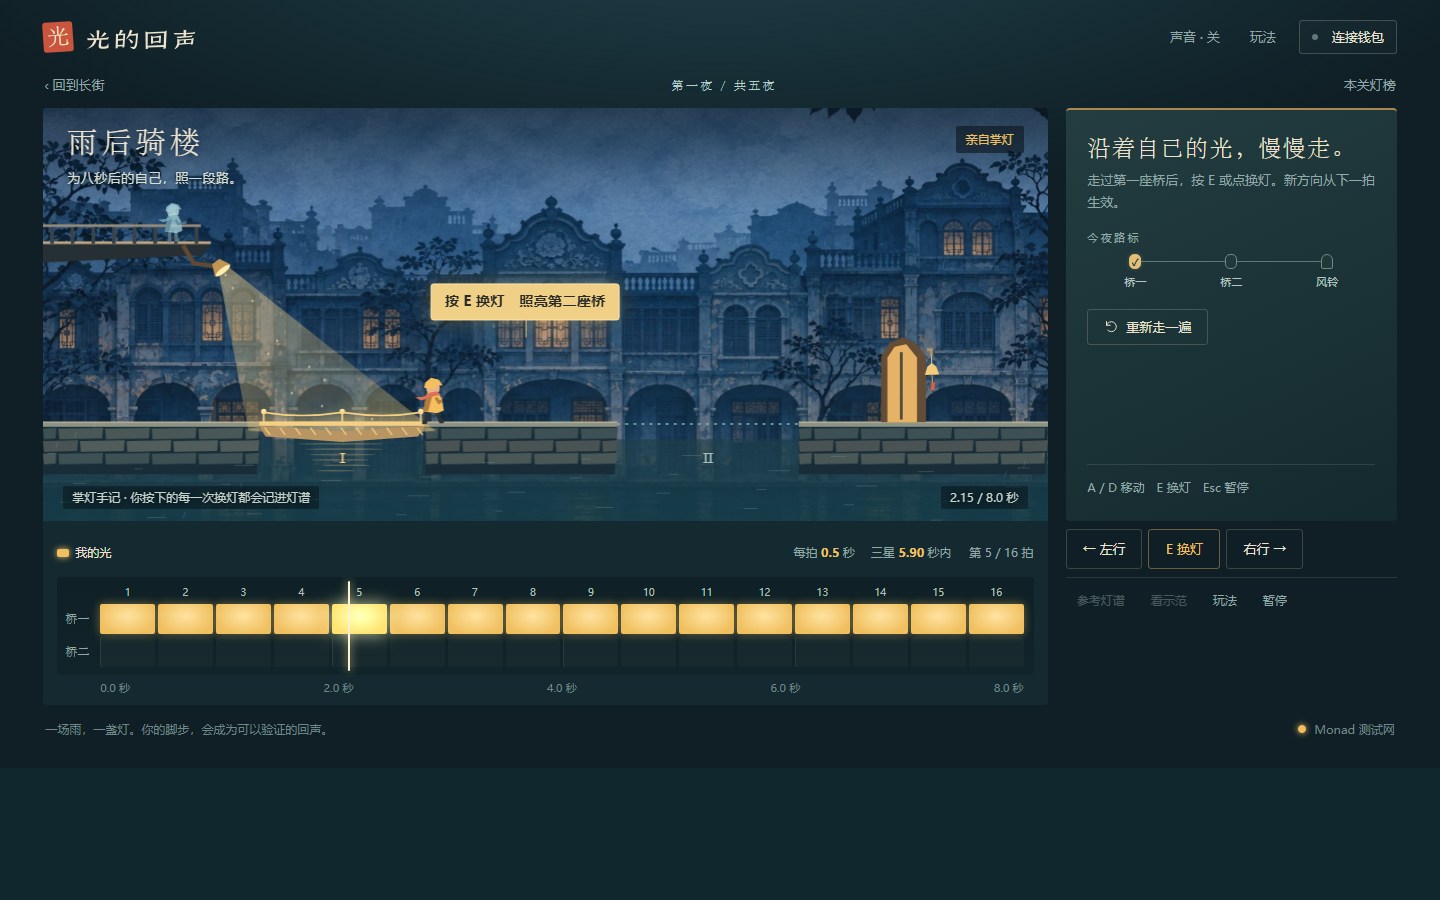 光 光的回声
声音 · 关 玩法 连接钱包
‹ 回到长街 第一夜 / 共五夜 本关灯榜
雨后骑楼
为八秒后的自己，照一段路。
亲自掌灯
按 E 换灯 照亮第二座桥
I II
掌灯手记 · 你按下的每一次换灯都会记进灯谱
2.15 / 8.0 秒
沿着自己的光，慢慢走。
走过第一座桥后，按 E 或点换灯。新方向从下一拍
生效。
今夜路标
桥一 桥二 风铃
重新走一遍
A / D 移动 E 换灯 Esc 暂停
← 左行 E 换灯 右行 →
参考灯谱 看示范 玩法 暂停
我的光 每拍 0.5 秒 三星 5.90 秒内 第 5 / 16 拍
1 2 3 4 5 6 7 8 9 10 11 12 13 14 15 16
桥一
桥二
0.0 秒 2.0 秒 4.0 秒 6.0 秒 8.0 秒
一场雨，一盏灯。你的脚步，会成为可以验证的回声。
Monad 测试网